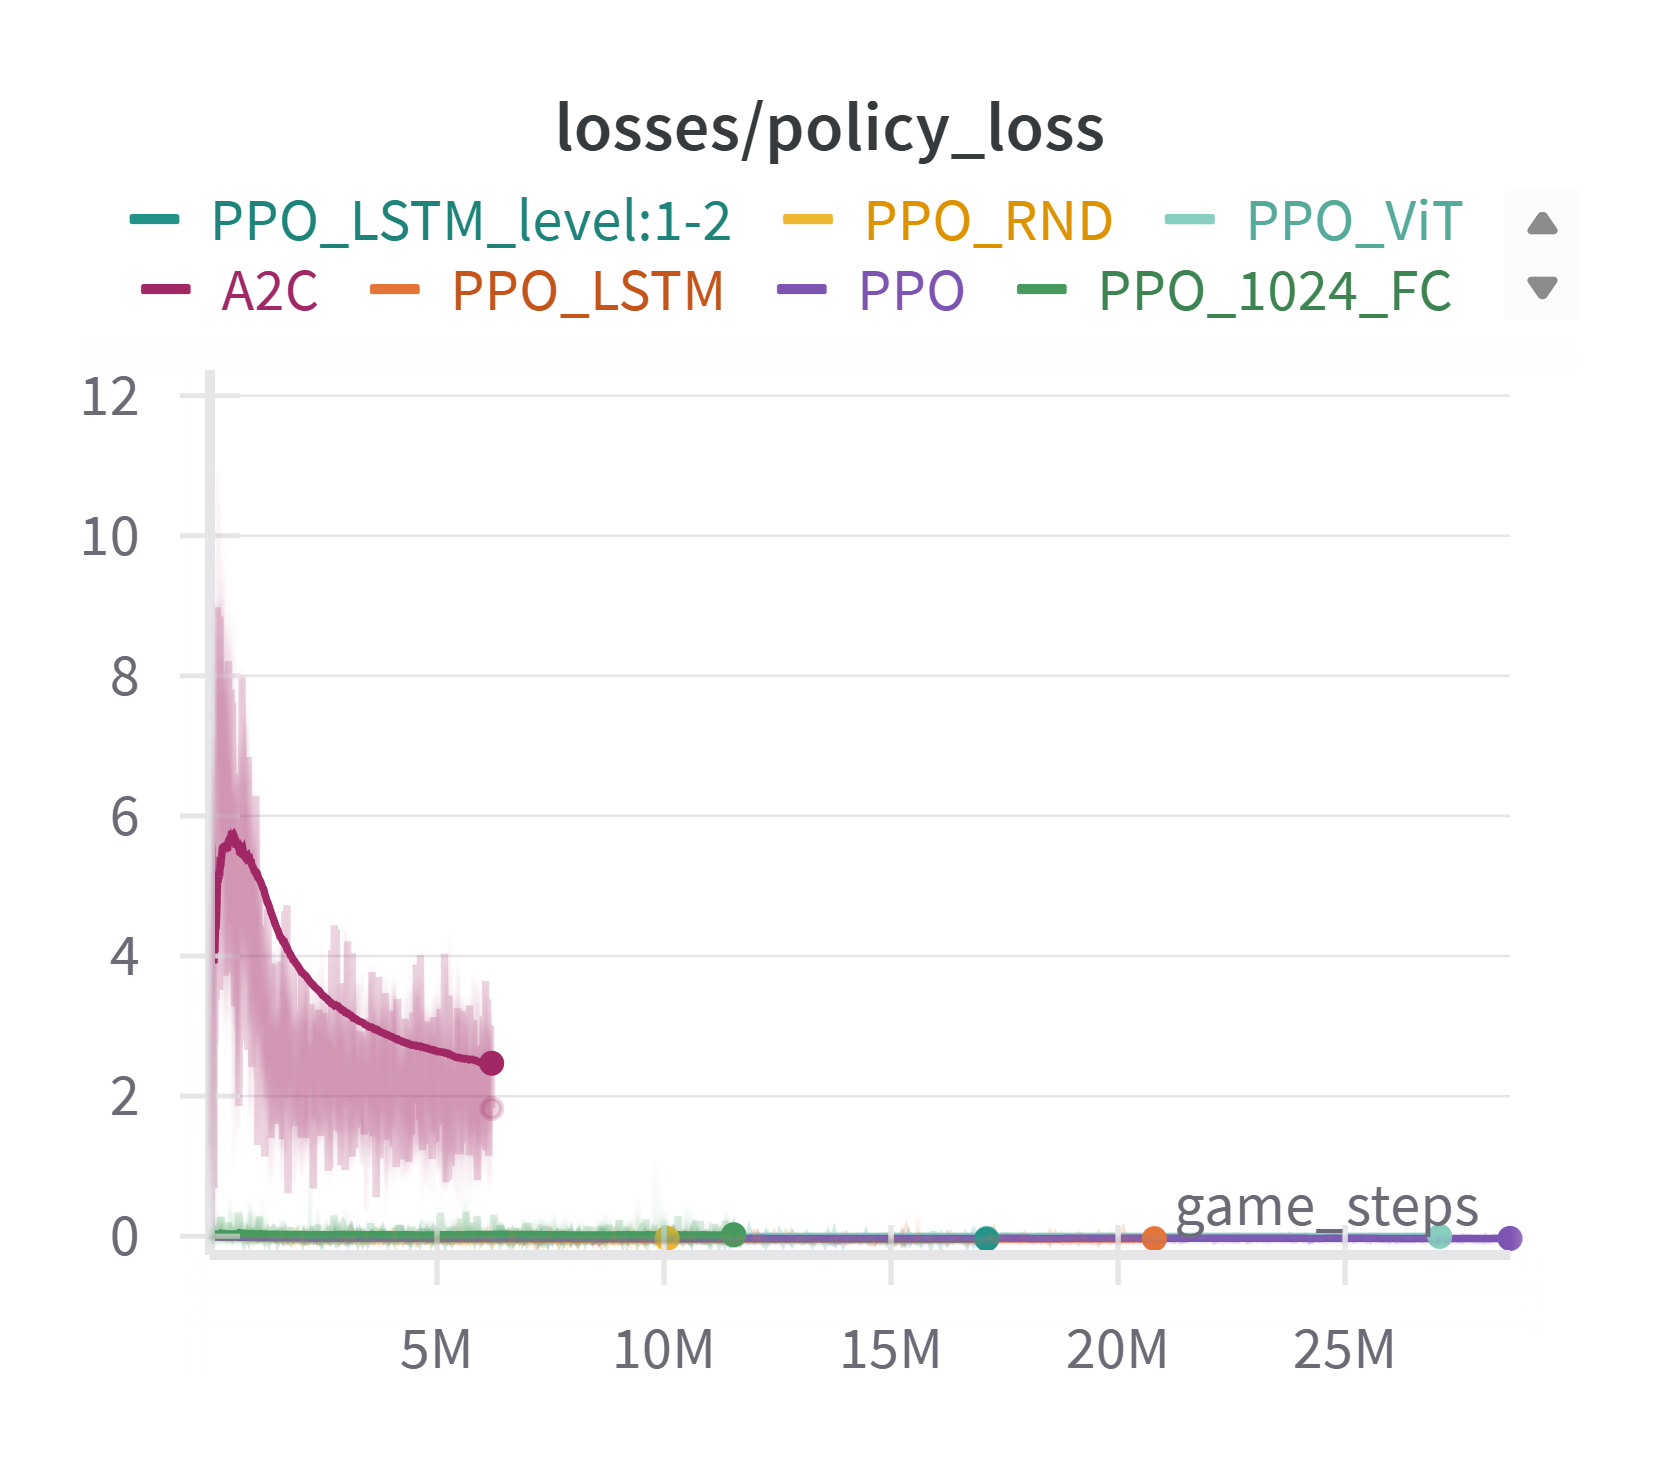 losses/policy_loss
PPO_LSTM_level:1-2 PPO_RND PPO_ViT
A2C PPO_LSTM PPO PPO_1024_FC
12
10
8
6
4
2
0
game_steps
5M 10M 15M 20M 25M